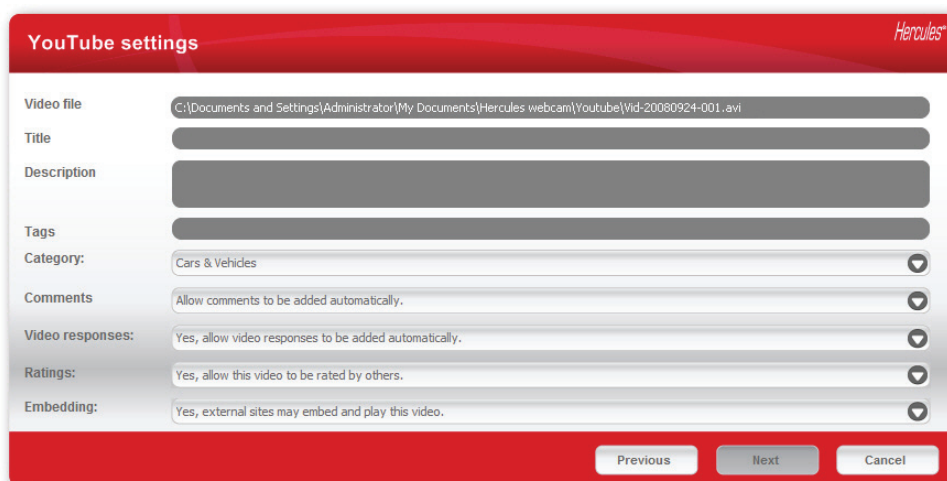 YouTube settings
Hercules™
Video file
C:\Documents and Settings\Administrator\My Documents\Hercules webcam\Youtube\Vid-20080924-001.avi
Title
Description
Tags
Category:
Cars & Vehicles
Comments
Allow comments to be added automatically.
Video responses:
Yes, allow video responses to be added automatically.
Ratings:
Yes, allow this video to be rated by others.
Embedding:
Yes, external sites may embed and play this video.
Previous
Next
Cancel